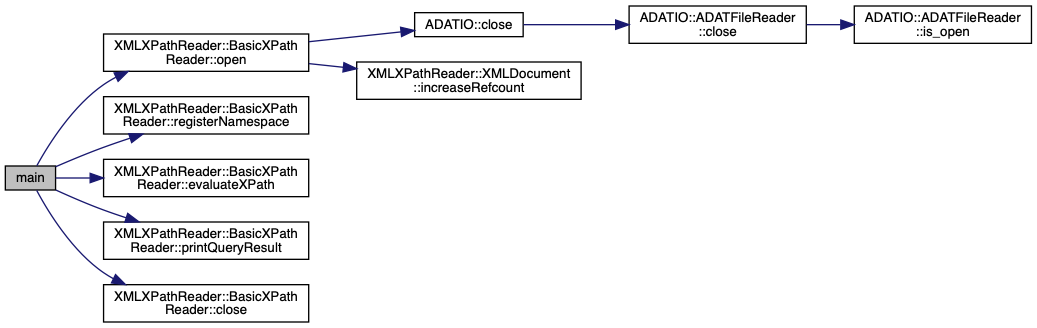 main
XMLXPathReader::BasicXPath
Reader::open
XMLXPathReader::BasicXPath
Reader::registerNamespace
XMLXPathReader::BasicXPath
Reader::evaluateXPath
XMLXPathReader::BasicXPath
Reader::printQueryResult
XMLXPathReader::BasicXPath
Reader::close
ADATIO::close
XMLXPathReader::XMLDocument
::increaseRefcount
ADATIO::ADATFileReader
::close
ADATIO::ADATFileReader
::is_open